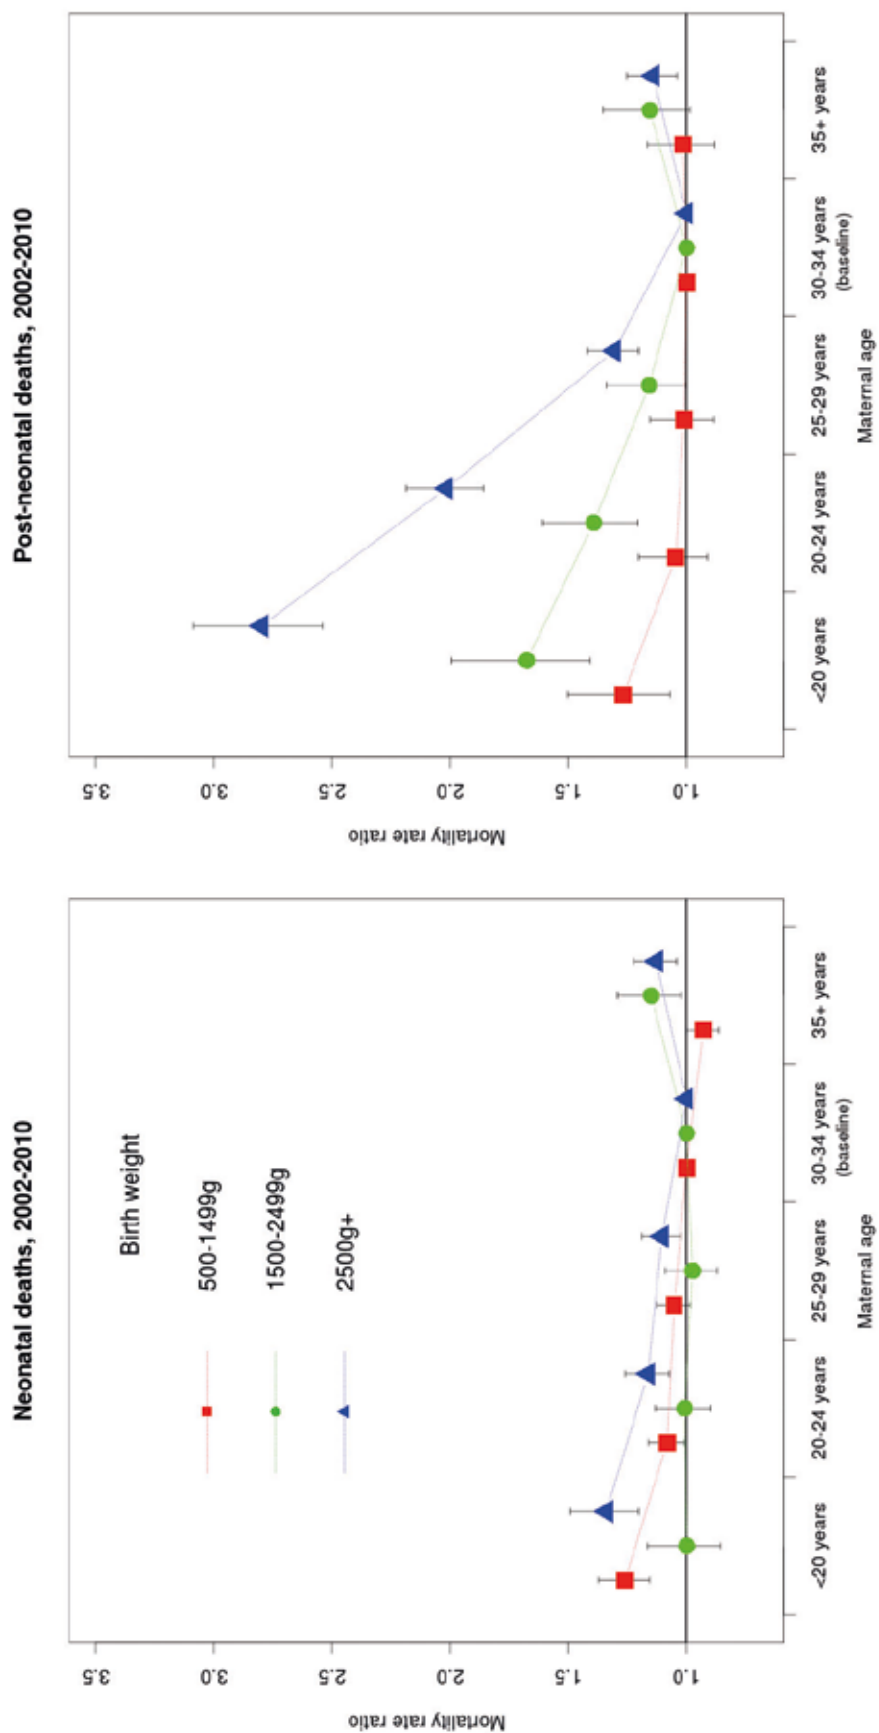 Neonatal deaths, 2002-2010
Birth weight
500-1499g
1500-2499g
2500g+
Mortality rate ratio
3.5
3.0
2.5
2.0
1.5
1.0
<20 years
20-24 years
25-29 years
30-34 years
(baseline)
35+ years
Maternal age
Post-neonatal deaths, 2002-2010
Mortality rate ratio
3.5
3.0
2.5
2.0
1.5
1.0
<20 years
20-24 years
25-29 years
30-34 years
(baseline)
35+ years
Maternal age